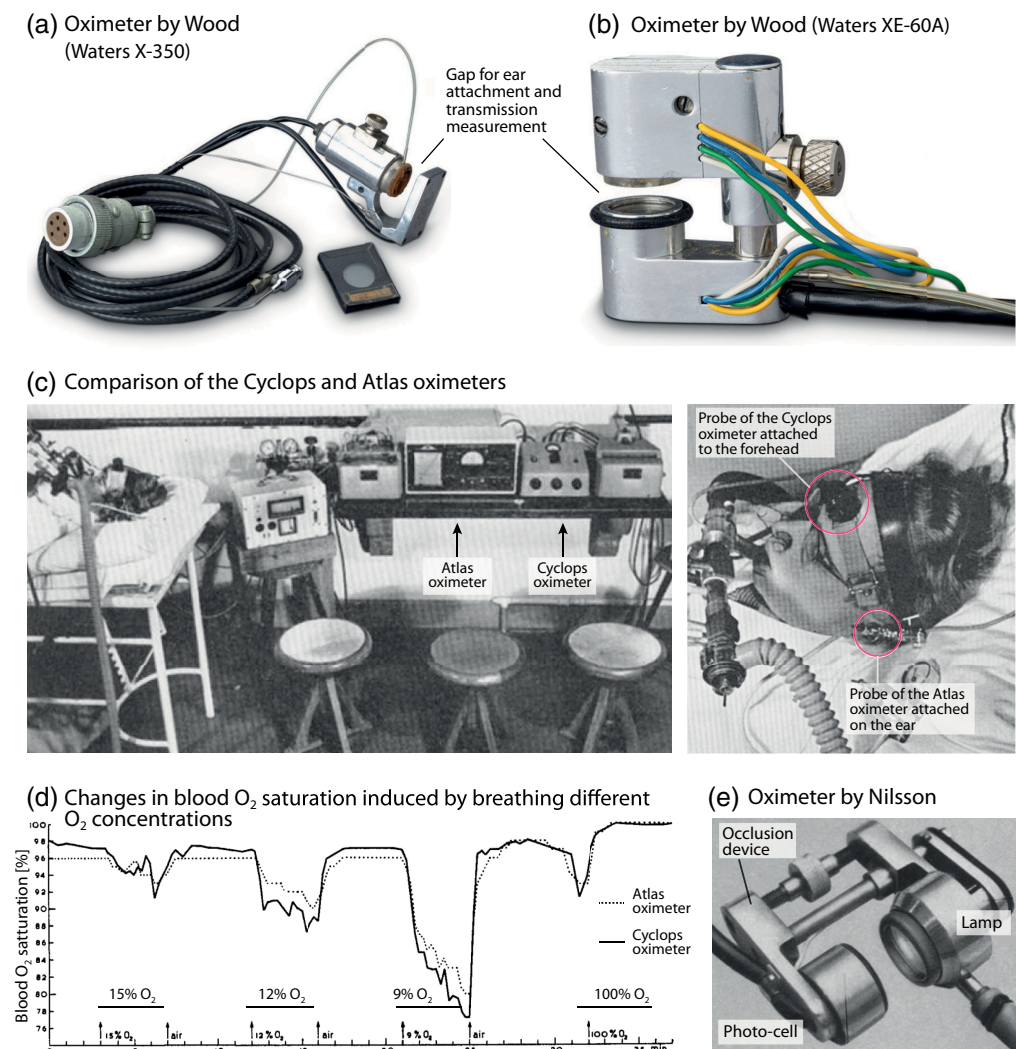 (a) Oximeter by Wood
(Waters X-350)
Gap for ear
attachment and
transmission
measurement
(b) Oximeter by Wood (Waters XE-60A)
(c) Comparison of the Cyclops and Atlas oximeters
Atlas
oximeter
Cyclops
oximeter
Probe of the Cyclops
oximeter attached
to the forehead
Probe of the Atlas
oximeter attached
on the ear
(d) Changes in blood O₂ saturation induced by breathing different
O₂ concentrations
Blood O₂ satturation [%]
100
98
96
94
92
90
88
86
84
82
80
78
76
Atlas
oximeter
Cyclops
oximeter
15% O₂
12% O₂
9% O₂
100% O₂
15% O₂
air
12% O₂
air
9% O₂
air
100% O₂
min
(e) Oximeter by Nilsson
Occlusion
device
Lamp
Photo-cell